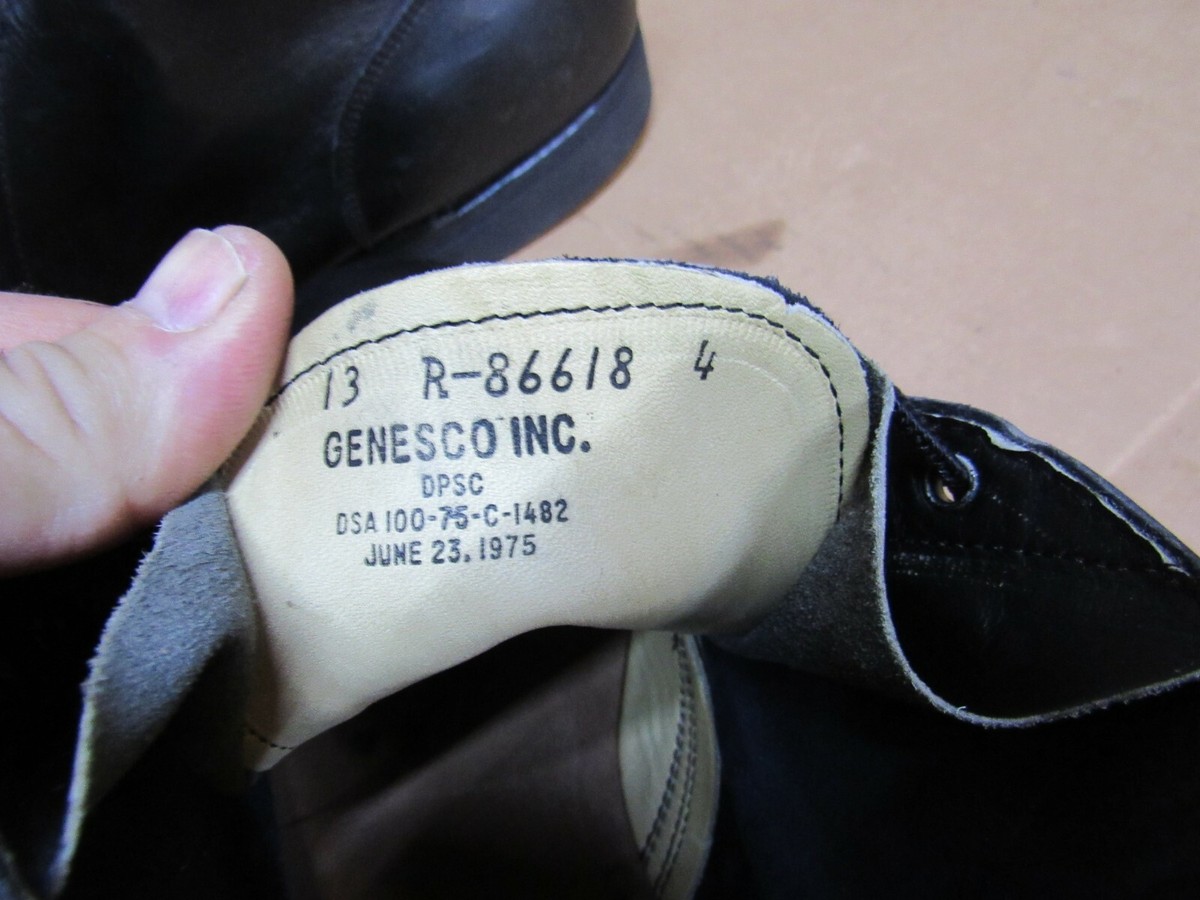 13 R-86618 4
GENESCO INC.
DPSC
DSA 100-75-C-1482
JUNE 23, 1975